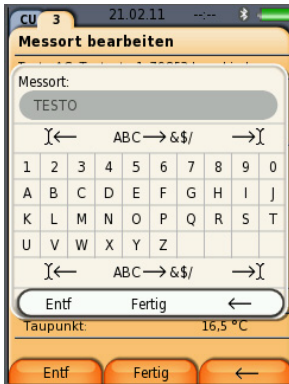 CU 3 21.02.11 --:--
Messort bearbeiten
Messort:
TESTO
ABC → &$/
1 2 3 4 5 6 7 8 9 0
A B C D E F G H I J
K L M N O P Q R S T
U V W X Y Z
ABC → &$/
Entf Fertig ←
Taupunkt: 16,5 °C
Entf Fertig ←